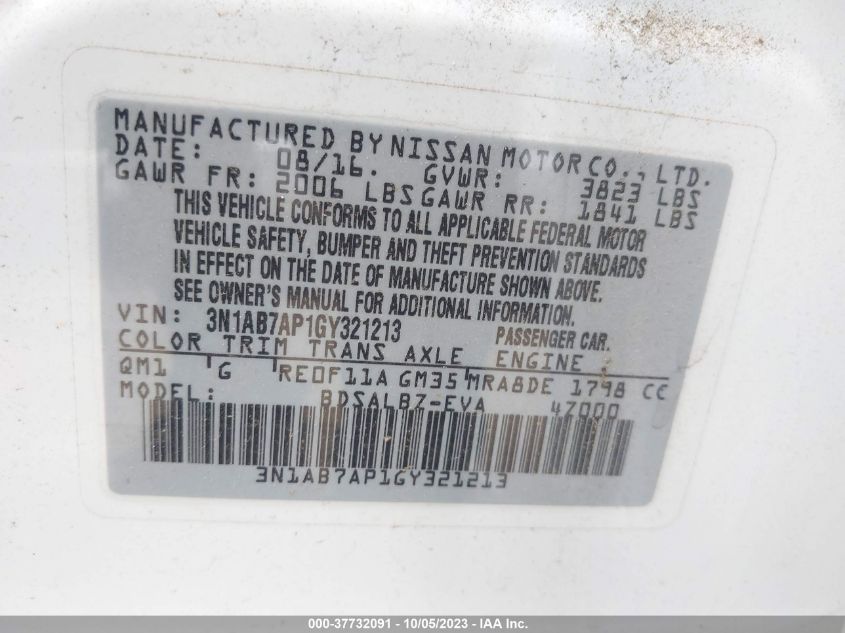 MANUFACTURED BY NISSAN MOTOR CO., LTD.
DATE: 08/16. GVWR: 3823 LBS
GAWR FR: 2006 LBS GAWR RR: 1841 LBS
THIS VEHICLE CONFORMS TO ALL APPLICABLE FEDERAL MOTOR
VEHICLE SAFETY, BUMPER AND THEFT PREVENTION STANDARDS
IN EFFECT ON THE DATE OF MANUFACTURE SHOWN ABOVE.
SEE OWNER'S MANUAL FOR ADDITIONAL INFORMATION.
VIN: 3N1AB7AP1GY321213 PASSENGER CAR.
COLOR TRIM TRANS AXLE ENGINE
QM1 G RE0F11A GM35 MRA8DE 1798 CC
MODEL: BDSALBZ-EVA 47000
3N1AB7AP1GY321213
000-37732091 - 10/05/2023 - IAA Inc.